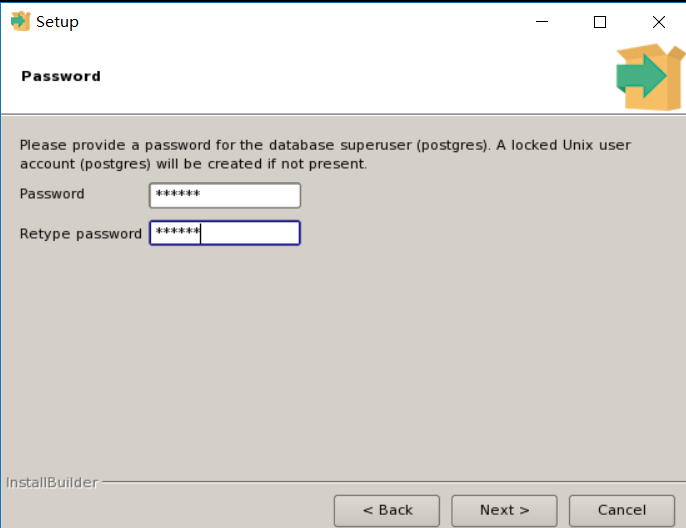 Setup
Password
Please provide a password for the database superuser (postgres). A locked Unix user
account (postgres) will be created if not present.
Password ******
Retype password ******
InstallBuilder
< Back Next > Cancel